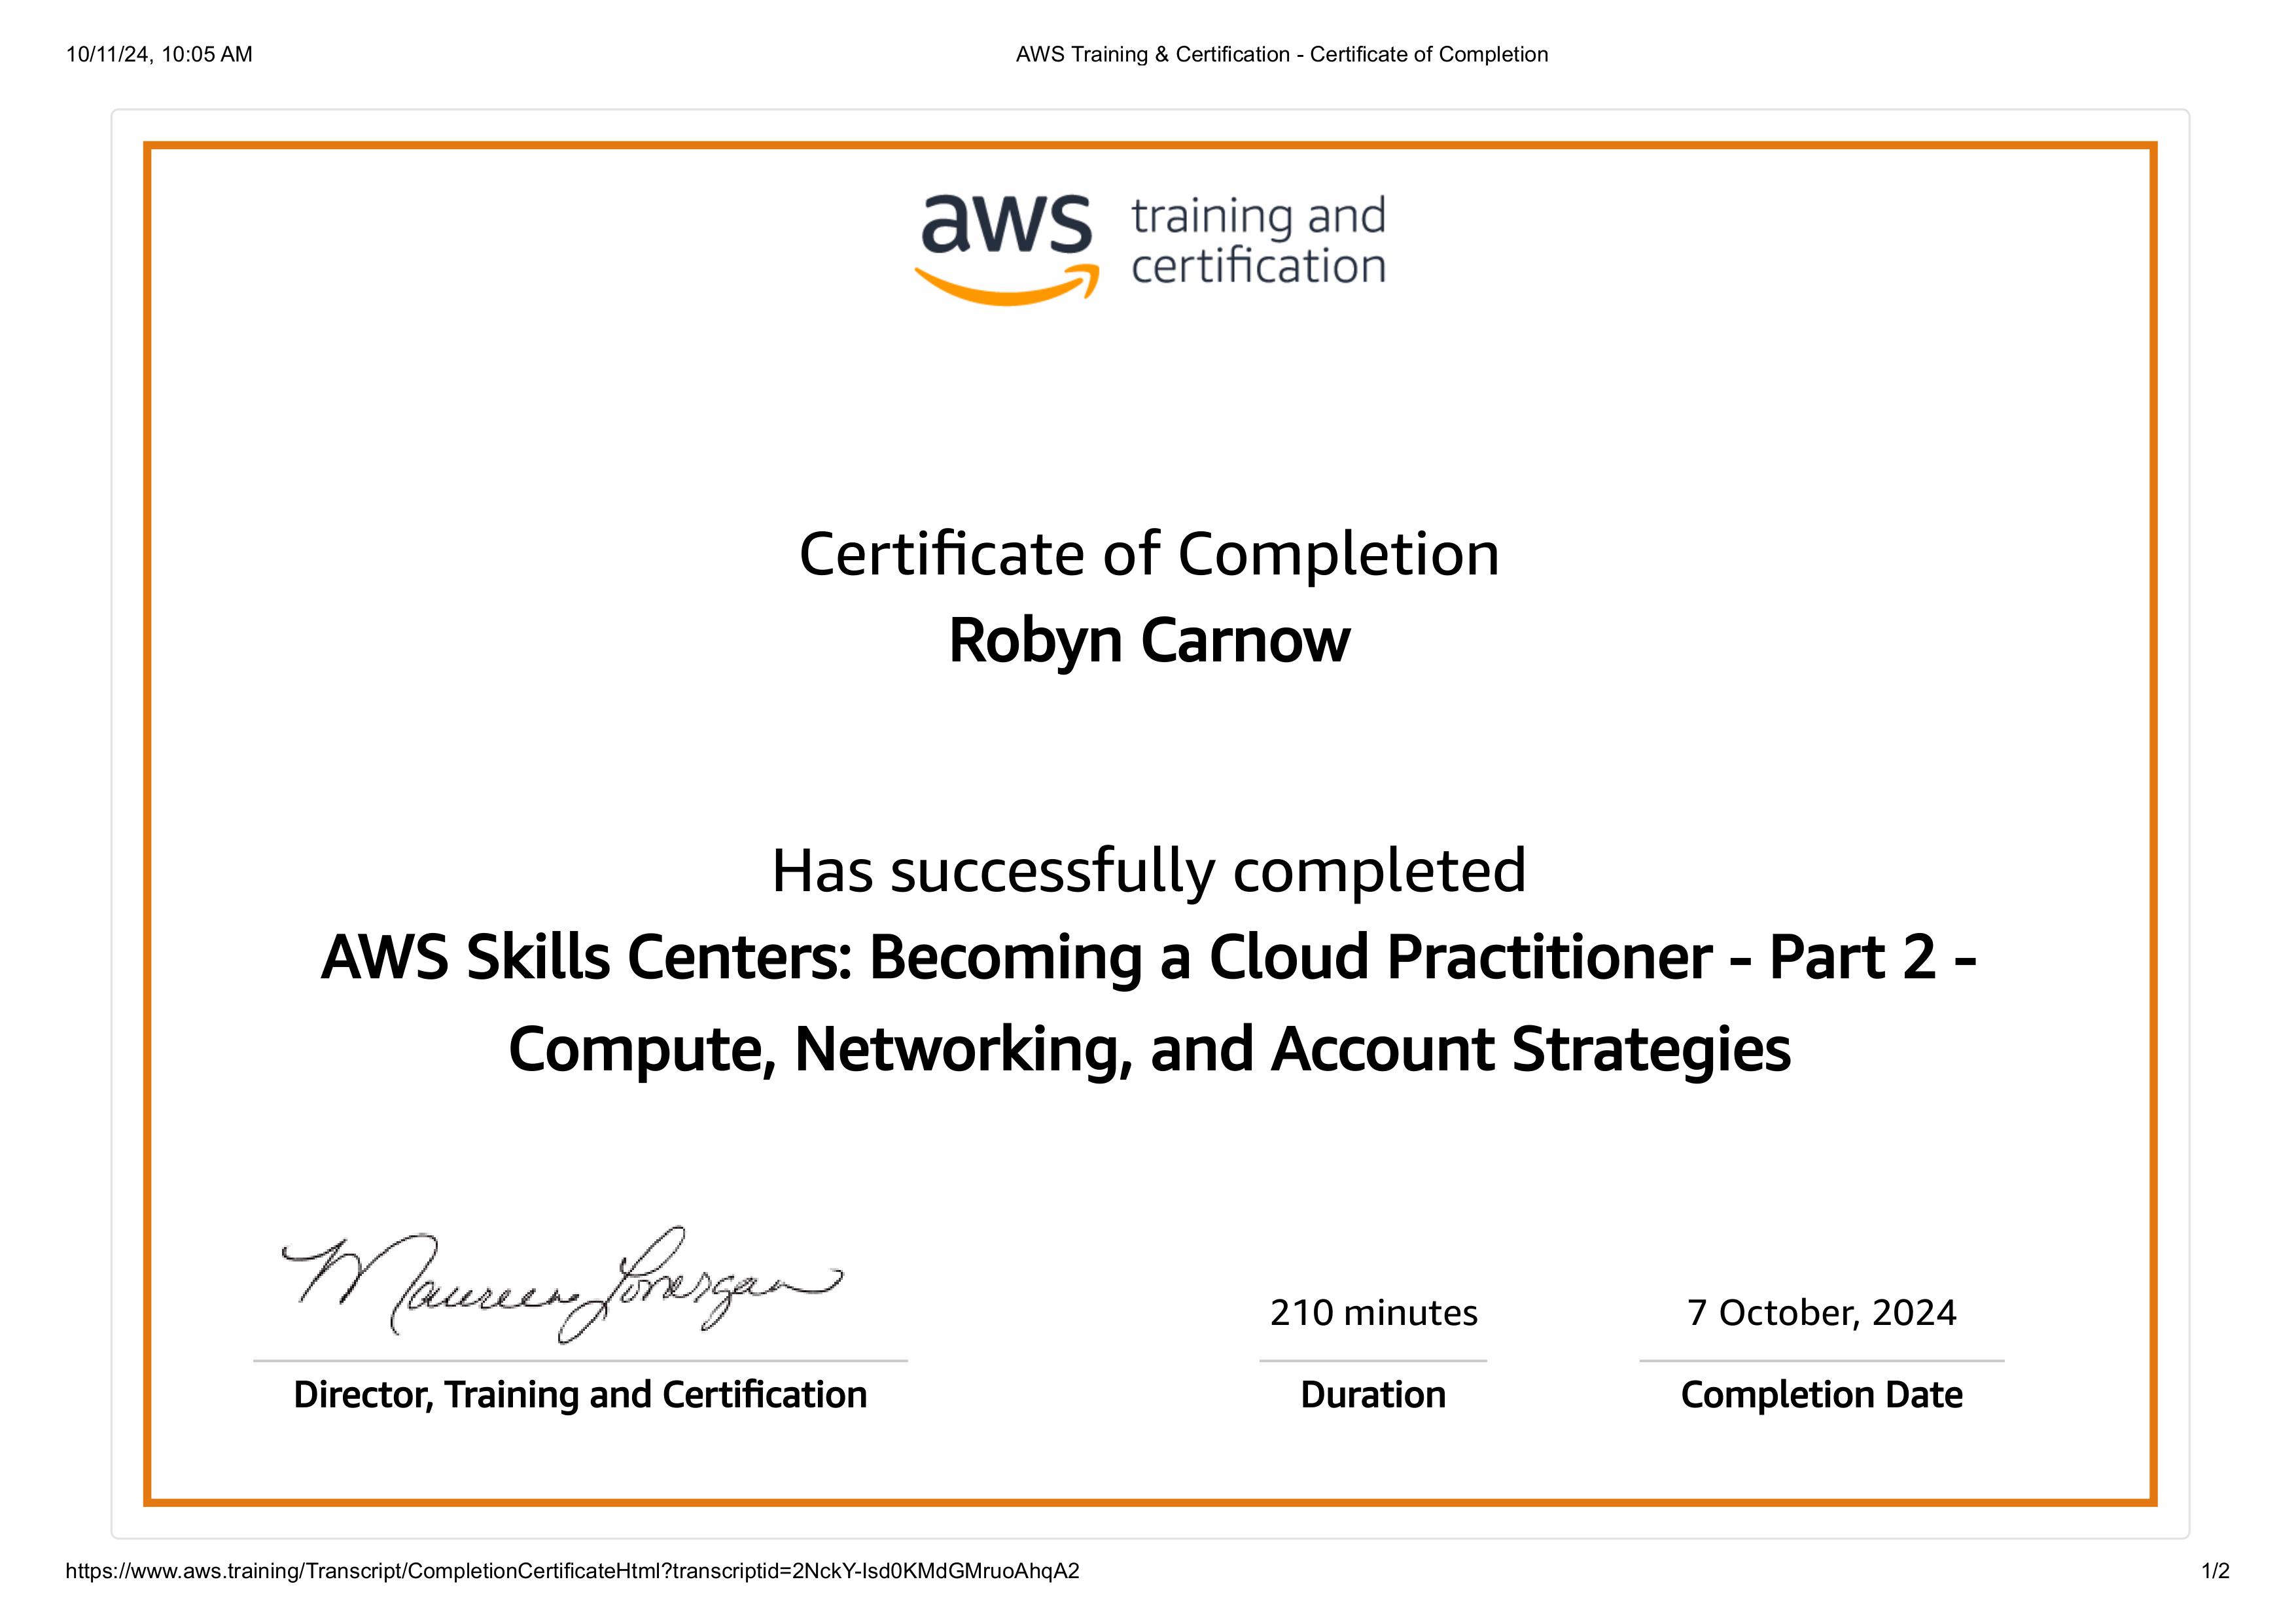 10/11/24, 10:05 AM
AWS Training & Certification - Certificate of Completion
aws training and
certification
Certificate of Completion
Robyn Carnow
Has successfully completed
AWS Skills Centers: Becoming a Cloud Practitioner - Part 2 -
Compute, Networking, and Account Strategies
Maureen Lonergan
210 minutes
7 October, 2024
Director, Training and Certification
Duration
Completion Date
https://www.aws.training/Transcript/CompletionCertificateHtml?transcriptid=2NckY-Isd0KMdGMruoAhqA2
1/2